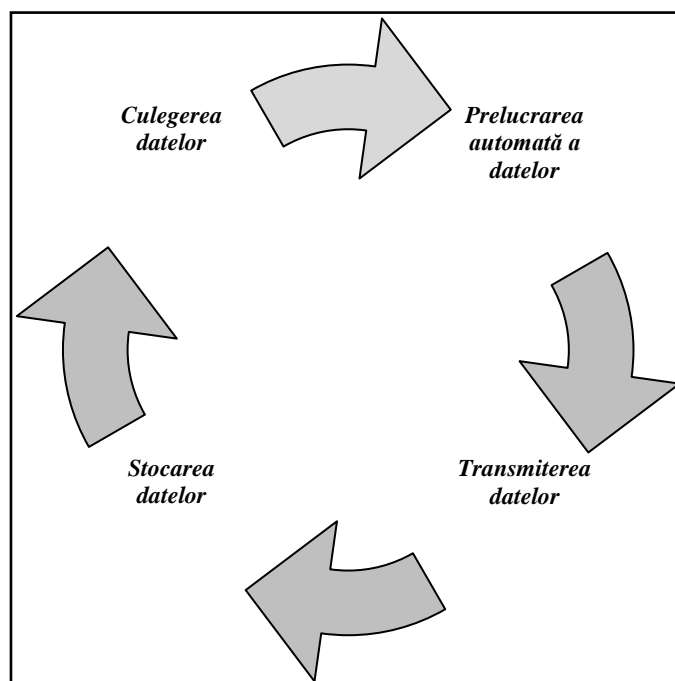 Culegerea
datelor
Prelucrarea
automată a
datelor
Stocarea
datelor
Transmiterea
datelor